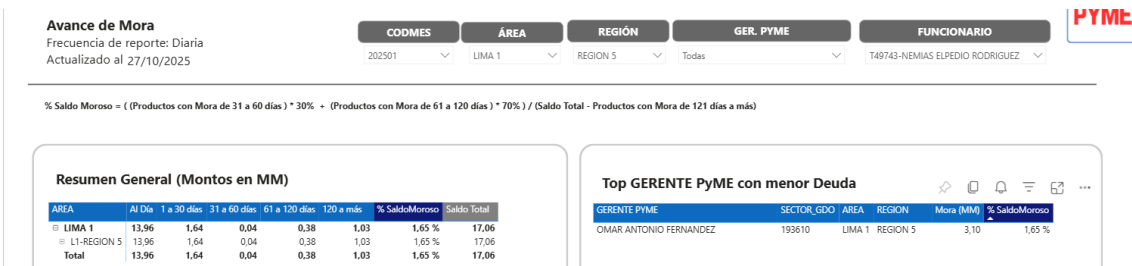 PYME
Avance de Mora
Frecuencia de reporte: Diaria
Actualizado al 27/10/2025
CODMES ÁREA REGIÓN GER. PYME FUNCIONARIO
202501 LIMA 1 REGION 5 Todas T49743-NEMIAS ELPEDIO RODRIGUEZ
% Saldo Moroso = ( (Productos con Mora de 31 a 60 días ) * 30% + (Productos con Mora de 61 a 120 días ) * 70% ) / (Saldo Total - Productos con Mora de 121 días a más)
Resumen General (Montos en MM)
AREA Al Día 1 a 30 días 31 a 60 días 61 a 120 días 120 a más % SaldoMoroso Saldo Total
LIMA 1 13,96 1,64 0,04 0,38 1,03 1,65 % 17,06
L1-REGION 5 13,96 1,64 0,04 0,38 1,03 1,65 % 17,06
Total 13,96 1,64 0,04 0,38 1,03 1,65 % 17,06
Top GERENTE PyME con menor Deuda
GERENTE PYME SECTOR_GDO AREA REGION Mora (MM) % SaldoMoroso
OMAR ANTONIO FERNANDEZ 193610 LIMA 1 REGION 5 3,10 1,65 %